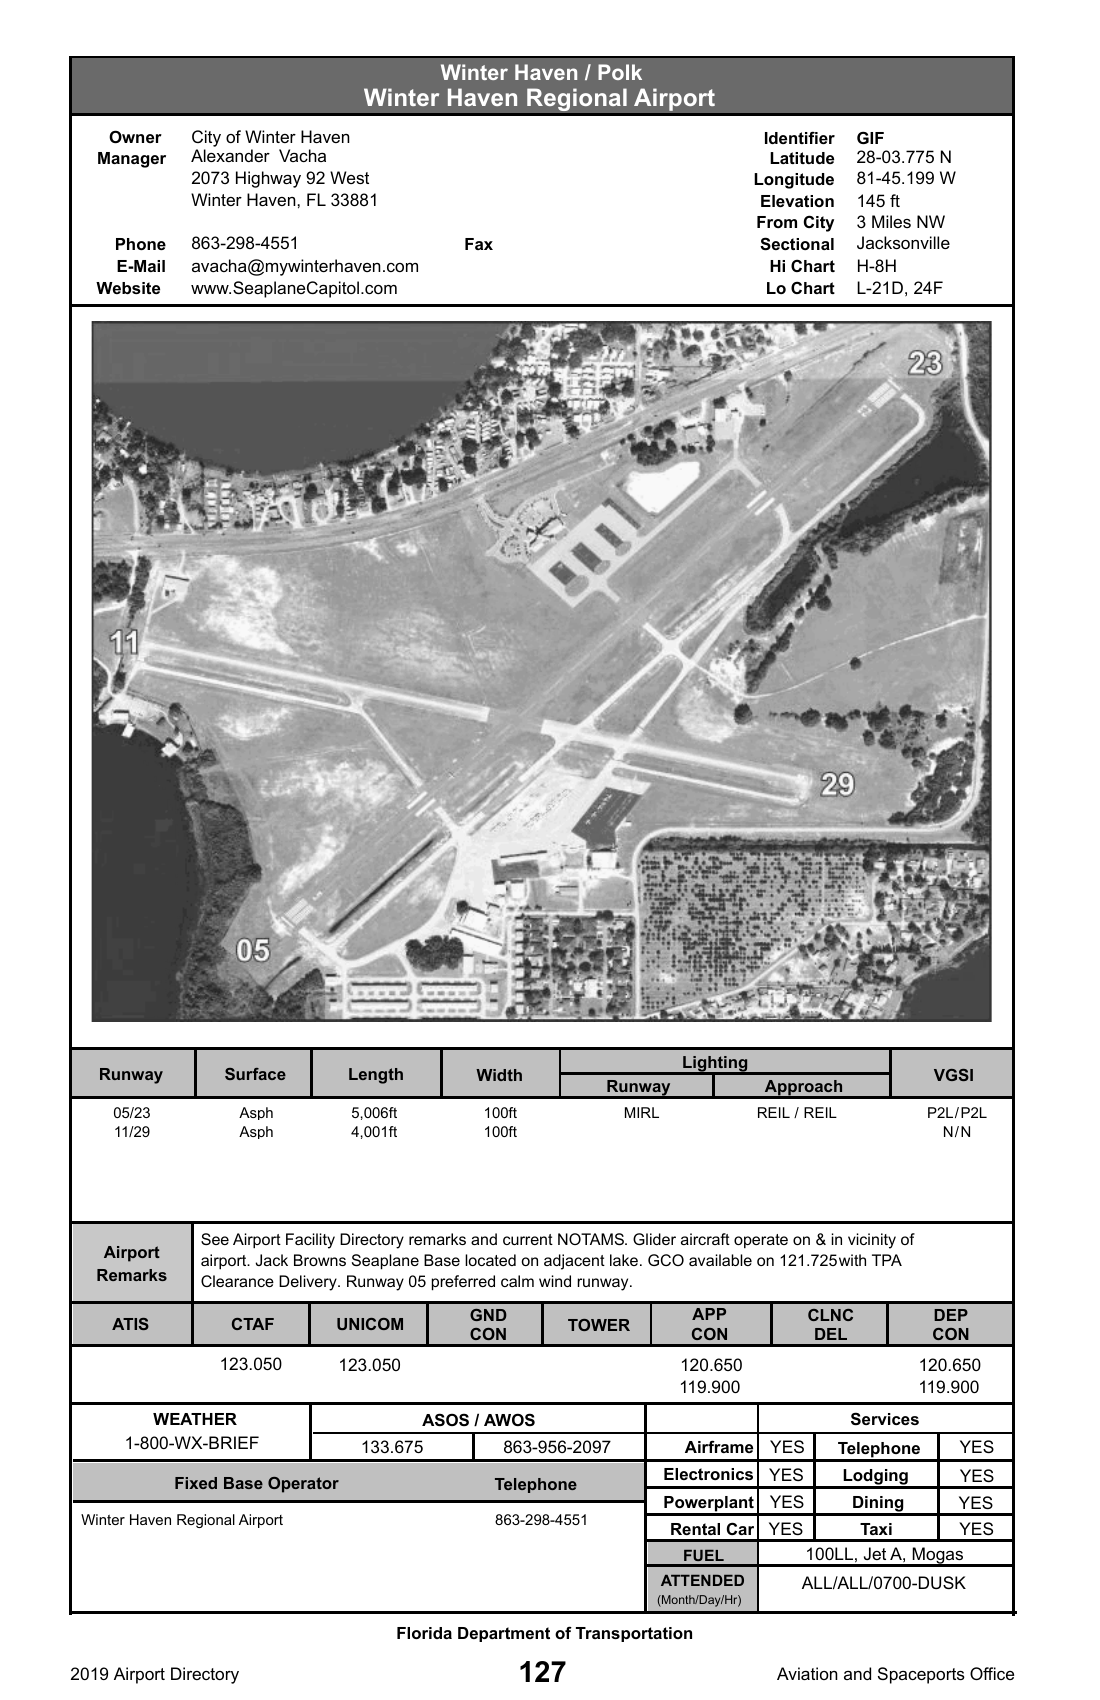 Winter Haven / Polk
Winter Haven Regional Airport
Owner City of Winter Haven
Manager Alexander Vacha
2073 Highway 92 West
Winter Haven, FL 33881
Phone 863-298-4551 Fax
E-Mail avacha@mywinterhaven.com
Website www.SeaplaneCapitol.com
Identifier GIF
Latitude 28-03.775 N
Longitude 81-45.199 W
Elevation 145 ft
From City 3 Miles NW
Sectional Jacksonville
Hi Chart H-8H
Lo Chart L-21D, 24F
23
11
29
05
Runway Surface Length Width Lighting VGSI
Runway Approach
05/23 Asph 5,006ft 100ft MIRL REIL / REIL P2L/P2L
11/29 Asph 4,001ft 100ft N/N
Airport
Remarks
See Airport Facility Directory remarks and current NOTAMS. Glider aircraft operate on & in vicinity of
airport. Jack Browns Seaplane Base located on adjacent lake. GCO available on 121.725with TPA
Clearance Delivery. Runway 05 preferred calm wind runway.
ATIS CTAF UNICOM GND CON TOWER APP CON CLNC DEL DEP CON
123.050 123.050 120.650 120.650
119.900 119.900
WEATHER ASOS / AWOS Services
1-800-WX-BRIEF 133.675 863-956-2097 Airframe YES Telephone YES
Fixed Base Operator Telephone Electronics YES Lodging YES
Powerplant YES Dining YES
Winter Haven Regional Airport 863-298-4551 Rental Car YES Taxi YES
FUEL 100LL, Jet A, Mogas
ATTENDED ALL/ALL/0700-DUSK
(Month/Day/Hr)
Florida Department of Transportation
2019 Airport Directory 127 Aviation and Spaceports Office